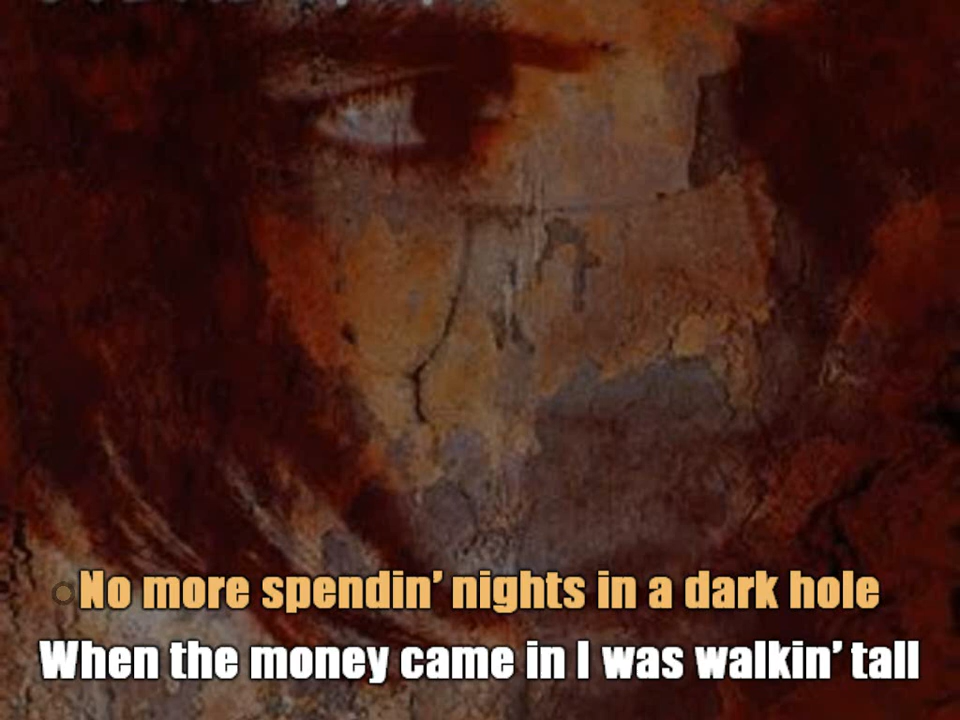 No more spendin’ nights in a dark hole
When the money came in I was walkin’ tall